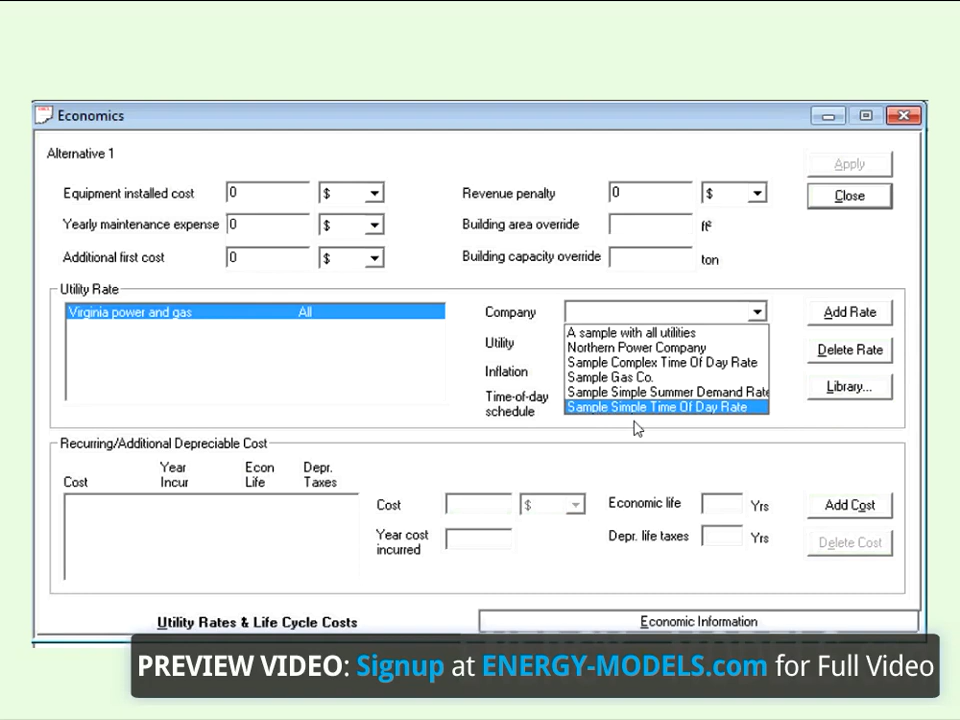 Economics
Alternative 1
Equipment installed cost 0 $
Revenue penalty 0 $
Apply
Yearly maintenance expense 0 $
Building area override ft²
Close
Additional first cost 0 $
Building capacity override ton
Utility Rate
Virginia power and gas All
Company
Add Rate
A sample with all utilities
Utility
Northern Power Company
Delete Rate
Sample Complex Time Of Day Rate
Inflation
Sample Gas Co.
Library...
Sample Simple Summer Demand Rate
Time-of-day
schedule
Sample Simple Time Of Day Rate
Recurring/Additional Depreciable Cost
Cost
Year
Incur
Econ
Life
Depr.
Taxes
Cost $
Economic life Yrs
Add Cost
Year cost
incurred
Depr. life taxes Yrs
Delete Cost
Utility Rates & Life Cycle Costs
Economic Information
PREVIEW VIDEO: Signup at ENERGY-MODELS.com for Full Video